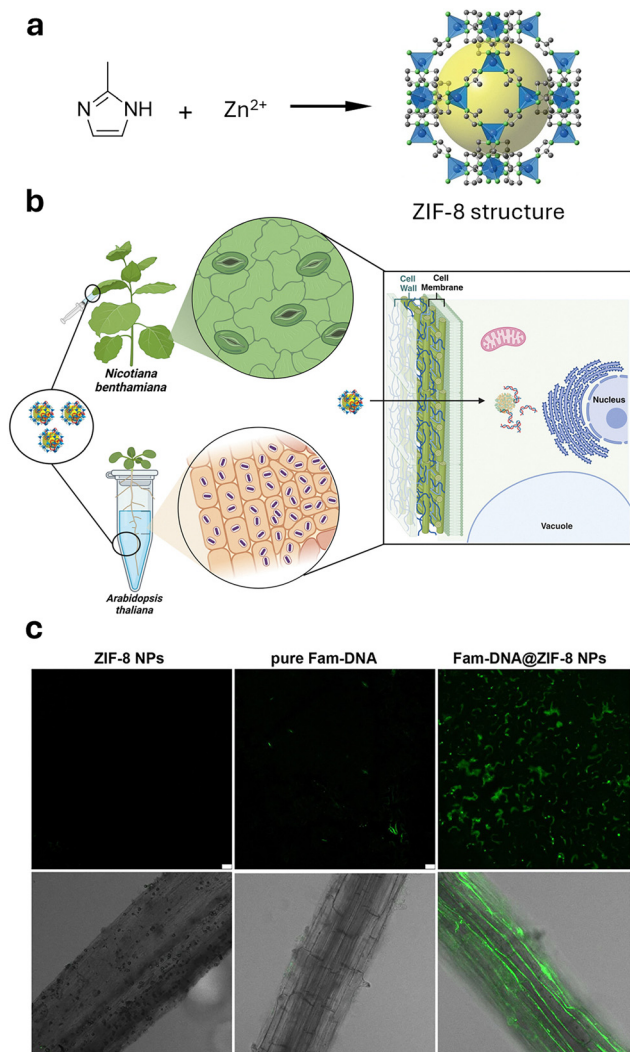 a
N
NH
+
Zn²⁺
ZIF-8 structure
b
Nicotiana
benthamiana
Cell
Wall
Cell
Membrane
Nucleus
Vacuole
Arabidopsis
thaliana
c
ZIF-8 NPs
pure Fam-DNA
Fam-DNA@ZIF-8 NPs